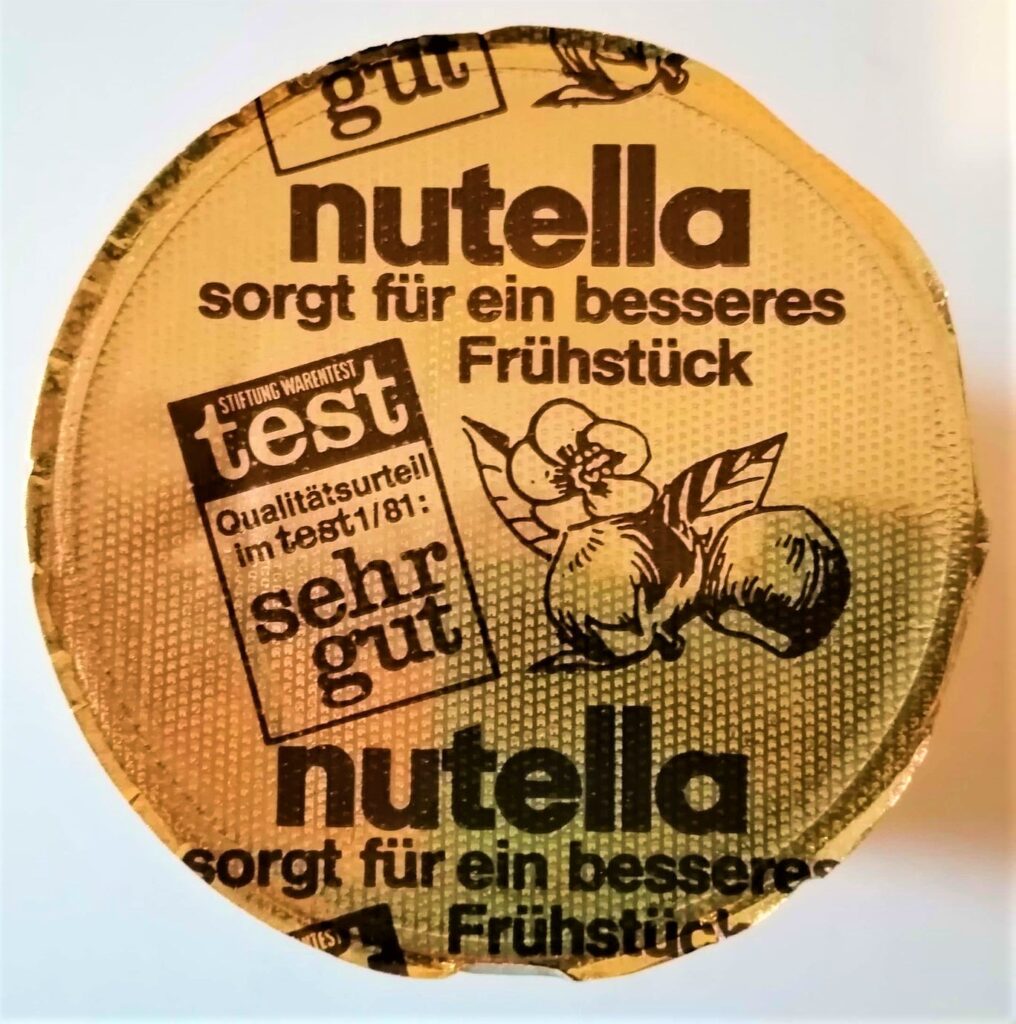 gut
nutella
sorgt für ein besseres
Frühstück
STIFTUNG WARENTEST
test
Qualitätsurteil
im test 1/81:
sehr
gut
nutella
sorgt für ein besseres
Frühstück